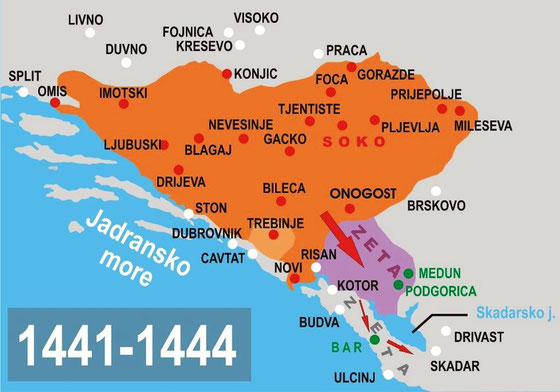 LIVNO
VISOKO
FOJNICA
KRESEVO
DUVNO
PRACA
SPLIT
OMIS
IMOTSKI
KONJIC
FOCA
GORAZDE
PRIJEPOLJE
TJENTISTE
NEVESINJE
LJUBUSKI
BLAGAJ
GACKO
SOKO
PLJEVLJA
MILESEVA
DRIJEVA
BILECA
ONOGOST
BRSKOVO
STON
DUBROVNIK
TREBINJE
CAVTAT
Jadransko
more
NOVI
RISAN
ZETA
MEDUN
PODGORICA
KOTOR
BUDVA
ZETA
Skadarsko j.
BAR
DRIVAST
SKADAR
ULCINJ
1441-1444